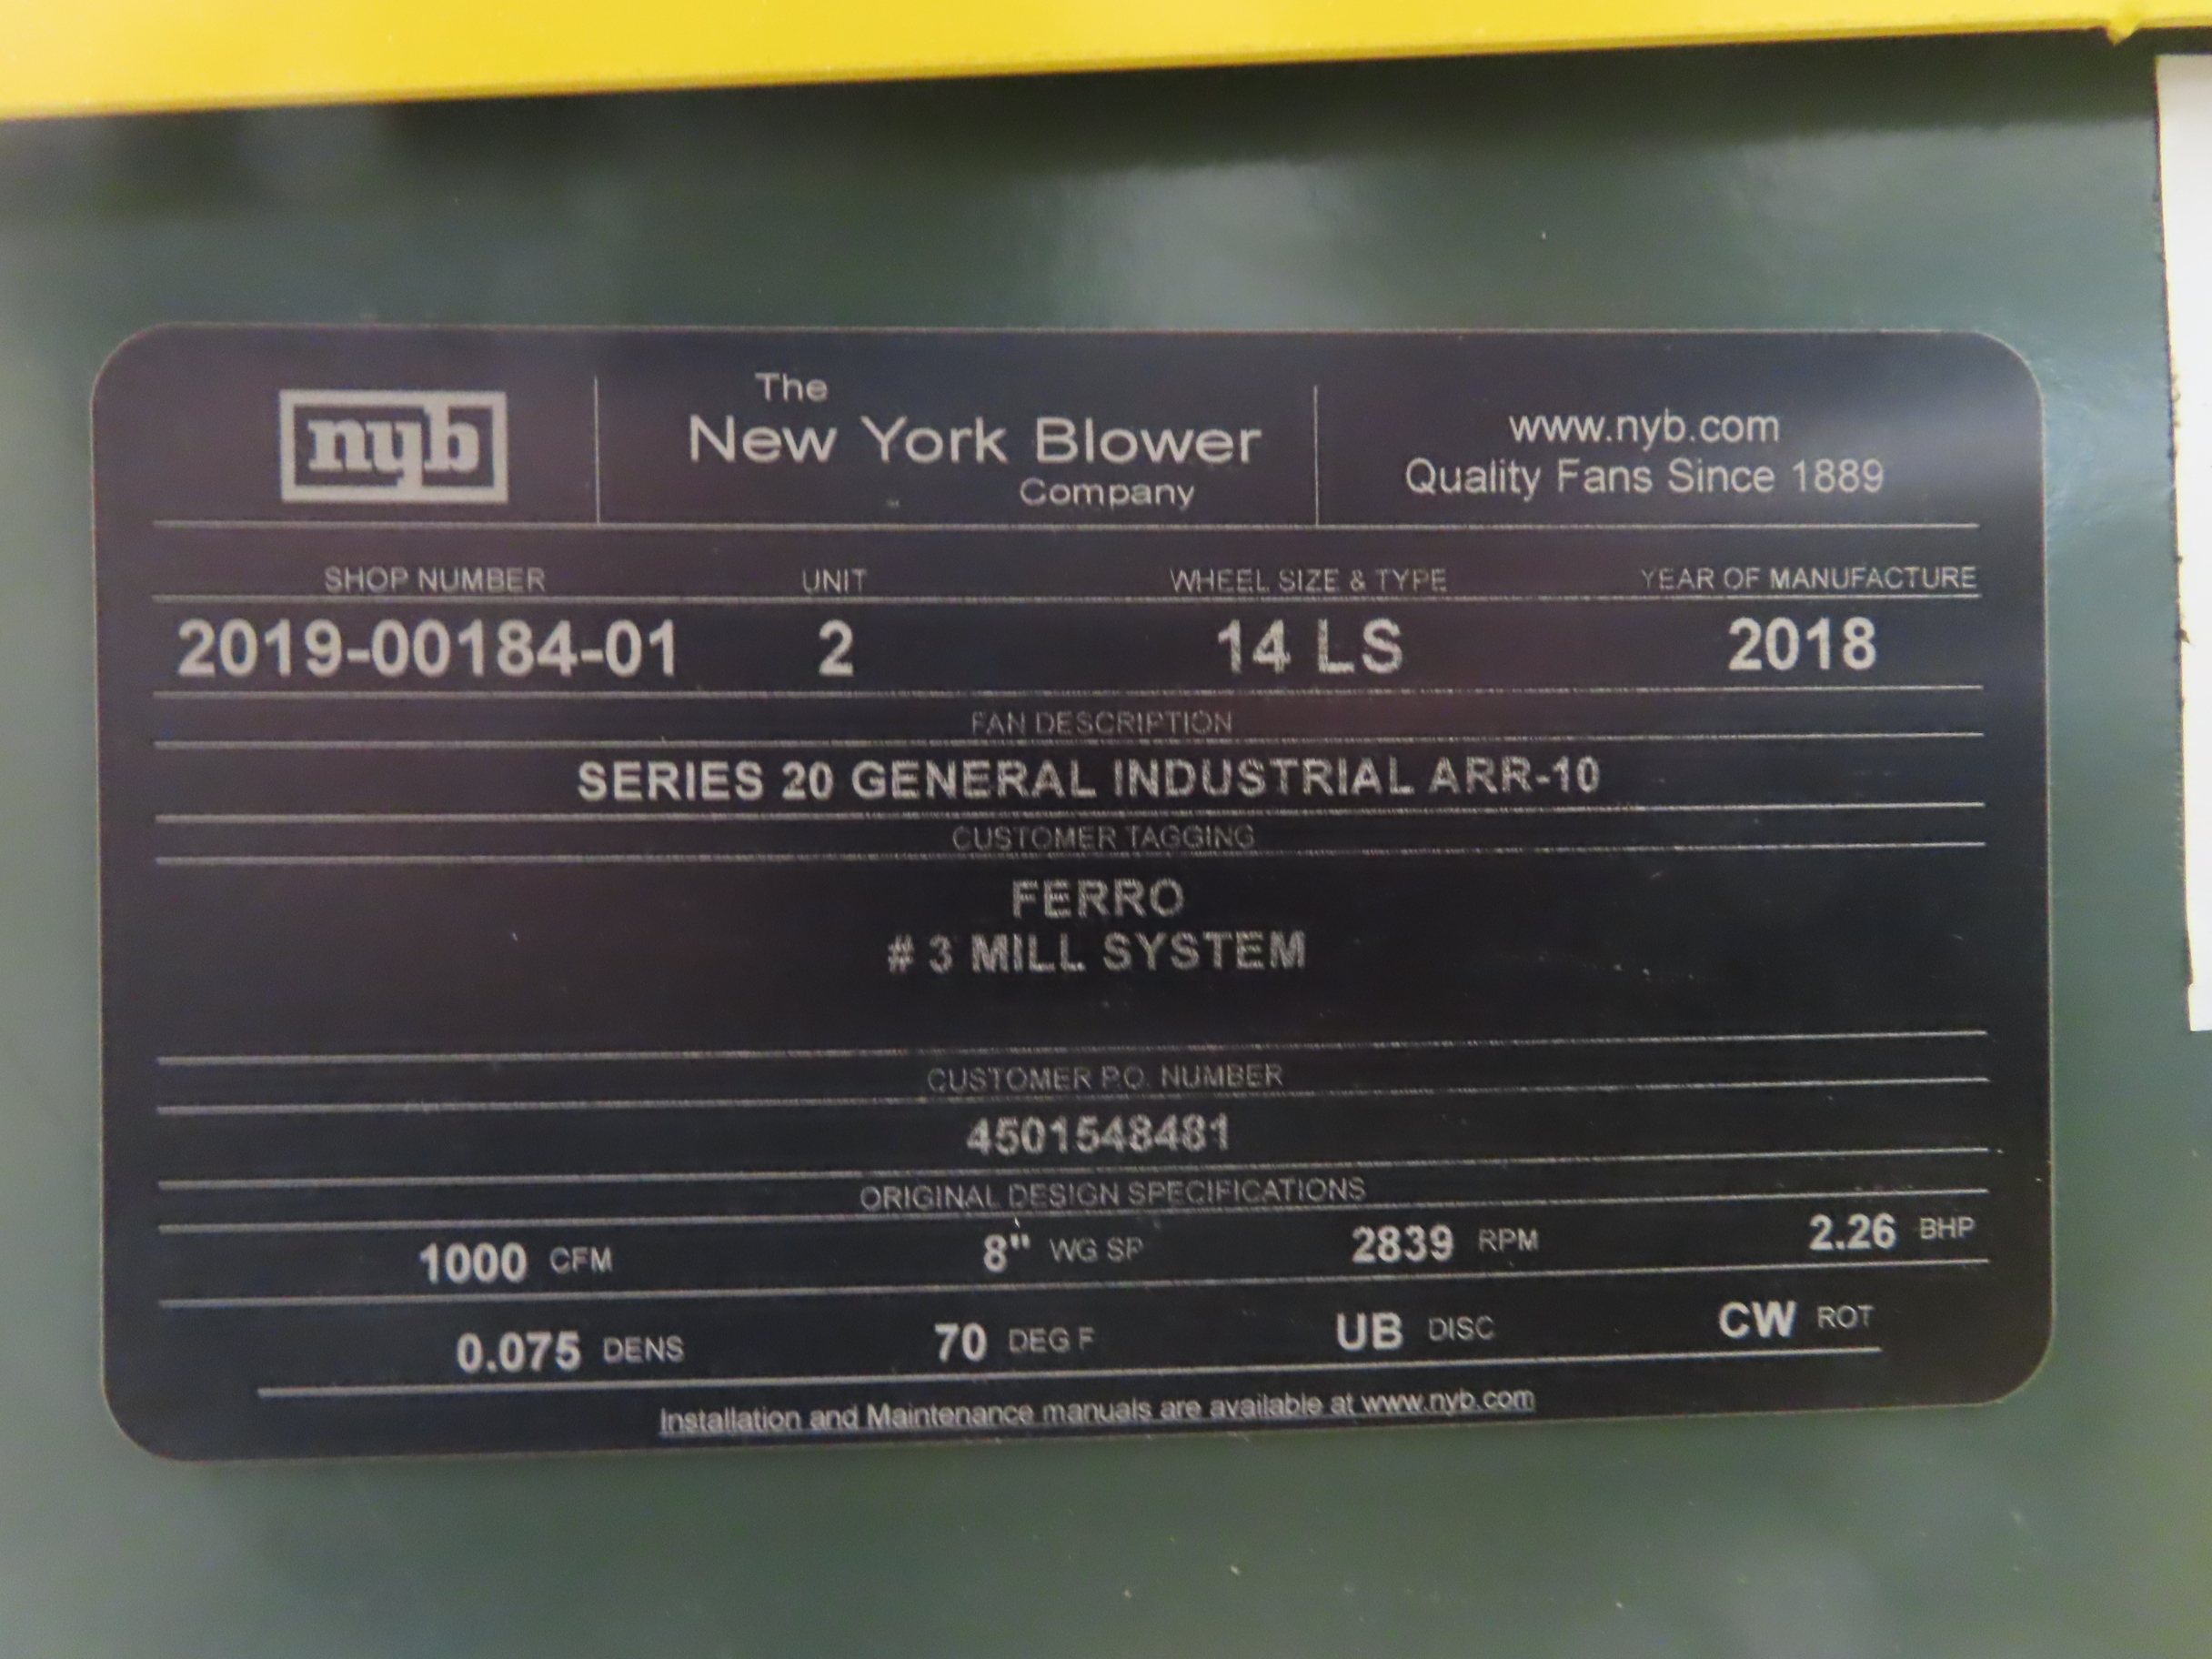 nyb
The
New York Blower
Company
www.nyb.com
Quality Fans Since 1889
SHOP NUMBER UNIT WHEEL SIZE & TYPE YEAR OF MANUFACTURE
2019-00184-01 2 14 LS 2018
FAN DESCRIPTION
SERIES 20 GENERAL INDUSTRIAL ARR-10
CUSTOMER TAGGING
FERRO
# 3 MILL SYSTEM
CUSTOMER P.O. NUMBER
4501548481
ORIGINAL DESIGN SPECIFICATIONS
1000 CFM 8" WG SP 2839 RPM 2.26 BHP
0.075 DENS 70 DEG F UB DISC CW ROT
Installation and Maintenance manuals are available at www.nyb.com